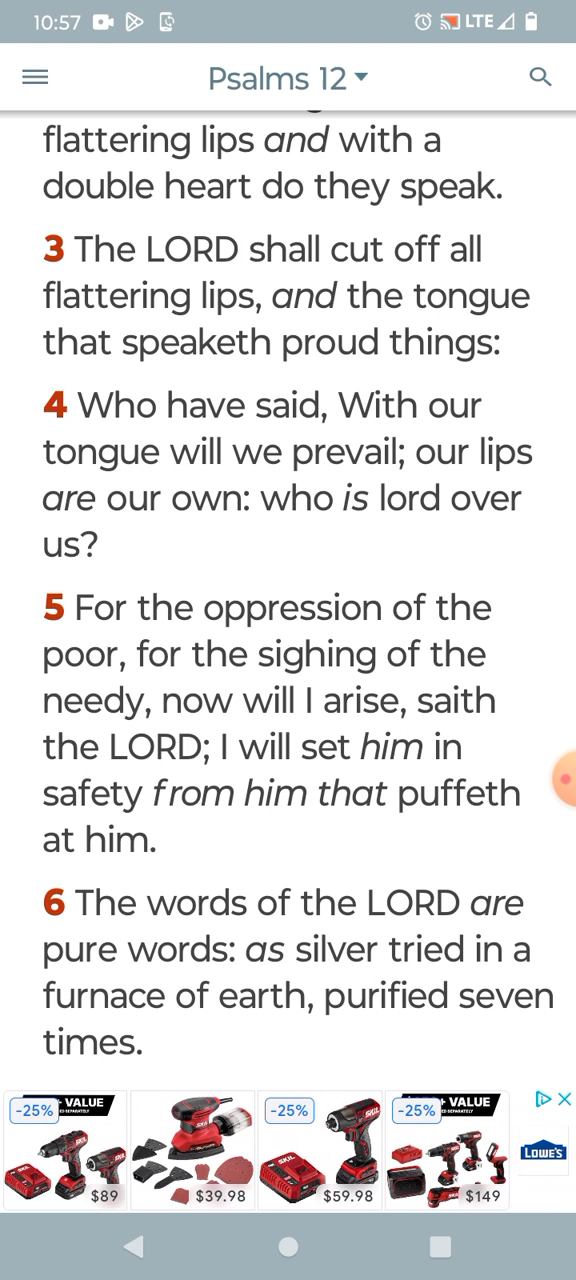 10:57
LTE
Psalms 12
flattering lips and with a
double heart do they speak.
3 The LORD shall cut off all
flattering lips, and the tongue
that speaketh proud things:
4 Who have said, With our
tongue will we prevail; our lips
are our own: who is lord over
us?
5 For the oppression of the
poor, for the sighing of the
needy, now will I arise, saith
the LORD; I will set him in
safety from him that puffeth
at him.
6 The words of the LORD are
pure words: as silver tried in a
furnace of earth, purified seven
times.
-25%
VALUE
SKIL
$89
SKIL
$39.98
-25%
SKIL
$59.98
-25%
VALUE
$149
LOWE'S